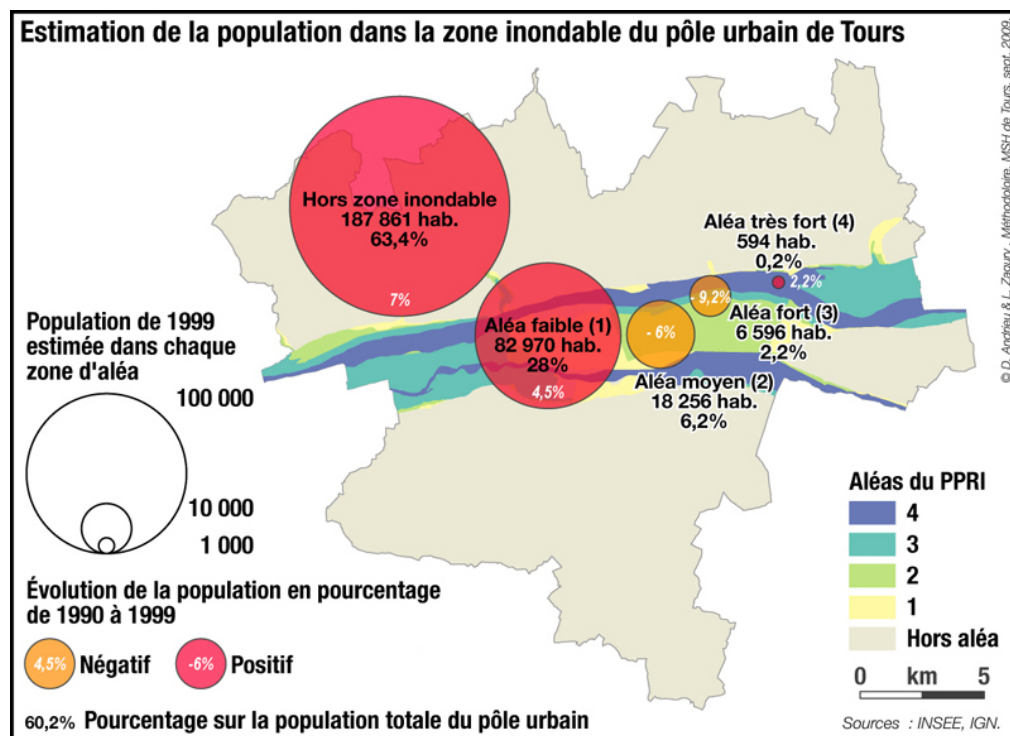 Estimation de la population dans la zone inondable du pôle urbain de Tours
Hors zone inondable
187 861 hab.
63,4%
7%
Aléa très fort (4)
594 hab.
0,2%
2,2%
- 9,2%
Aléa fort (3)
6 596 hab.
2,2%
Aléa faible (1)
82 970 hab.
28%
4,5%
- 6%
Aléa moyen (2)
18 256 hab.
6,2%
Population de 1999
estimée dans chaque
zone d'aléa
100 000
10 000
1 000
Évolution de la population en pourcentage
de 1990 à 1999
4,5% Négatif
-6% Positif
60,2% Pourcentage sur la population totale du pôle urbain
Aléas du PPRI
4
3
2
1
Hors aléa
0 km 5
Sources : INSEE, IGN.
© D. Andrieu & L. Zaoury , Méthodoloire, MSH de Tours, sept. 2009.